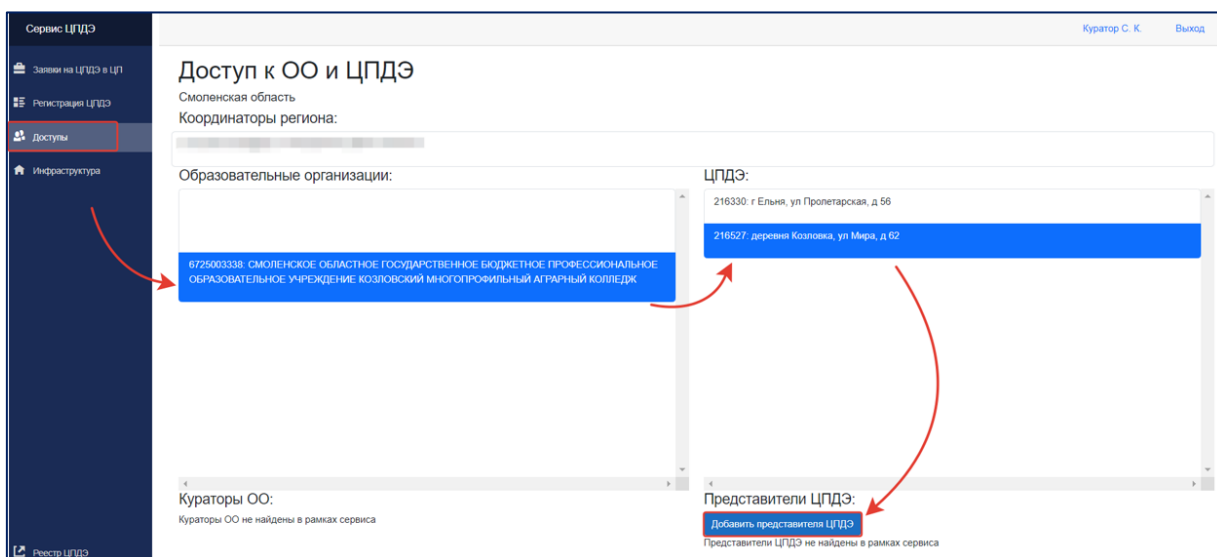 Сервис ЦПДЭ
Куратор С. К.
Выход
Заявки на ЦПДЭ в ЦП
Регистрация ЦПДЭ
Доступы
Инфраструктура
Реестр ЦПДЭ
Доступ к ОО и ЦПДЭ
Смоленская область
Координаторы региона:
Образовательные организации:
6725003338: СМОЛЕНСКОЕ ОБЛАСТНОЕ ГОСУДАРСТВЕННОЕ БЮДЖЕТНОЕ ПРОФЕССИОНАЛЬНОЕ
ОБРАЗОВАТЕЛЬНОЕ УЧРЕЖДЕНИЕ КОЗЛОВСКИЙ МНОГОПРОФИЛЬНЫЙ АГРАРНЫЙ КОЛЛЕДЖ
ЦПДЭ:
216330: г Ельня, ул Пролетарская, д 56
216527: деревня Козловка, ул Мира, д 62
Кураторы ОО:
Кураторы ОО не найдены в рамках сервиса
Представители ЦПДЭ:
Добавить представителя ЦПДЭ
Представители ЦПДЭ не найдены в рамках сервиса